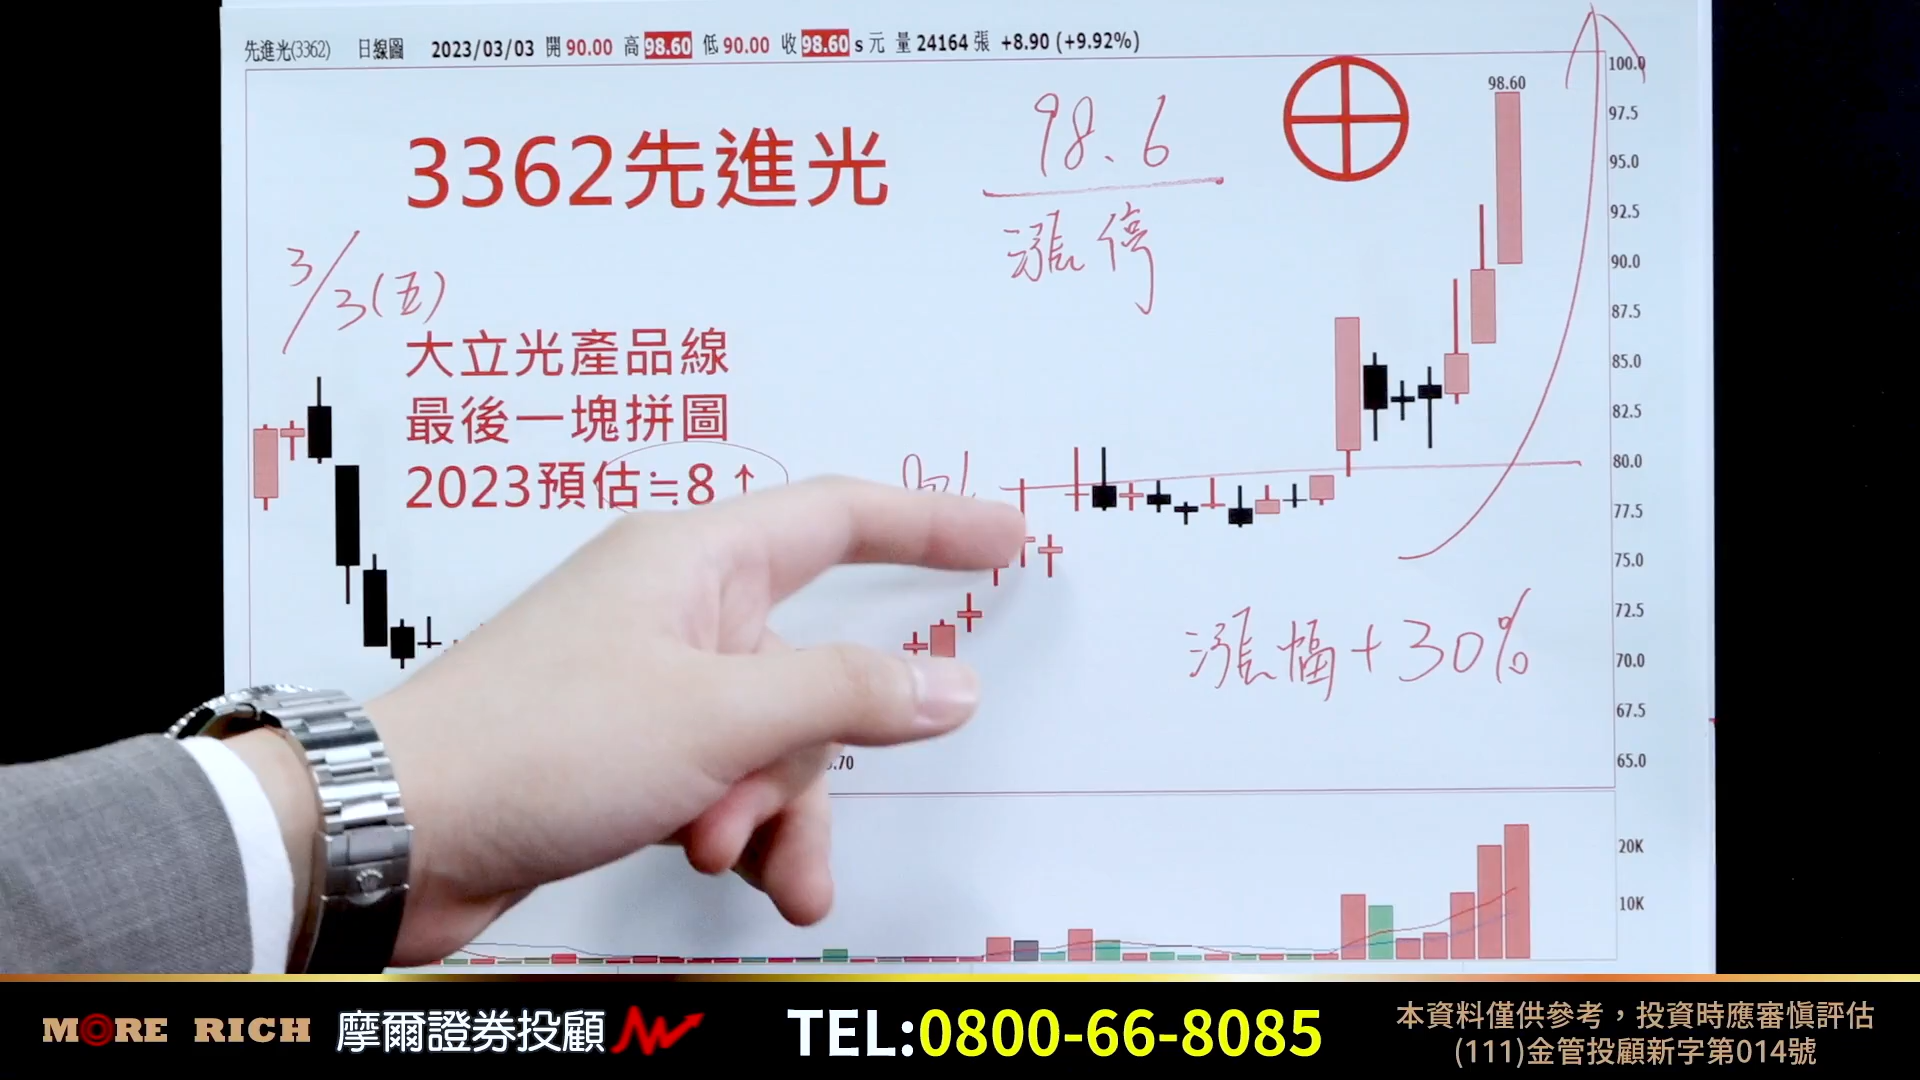 先進光(3362) 日線圖 2023/03/03 開 90.00 高 98.60 低 90.00 收 98.60 s 元 量 24164 張 +8.90 (+9.92%)
3362先進光
98.6
漲停
3/3(五)
大立光產品線
最後一塊拼圖
2023預估≒8↑
漲幅+30%
98.60
100.0
97.5
95.0
92.5
90.0
87.5
85.0
82.5
80.0
77.5
75.0
72.5
70.0
67.5
65.0
20K
10K
MORE RICH 摩爾證券投顧
TEL:0800-66-8085
本資料僅供參考，投資時應審慎評估
(111)金管投顧新字第014號